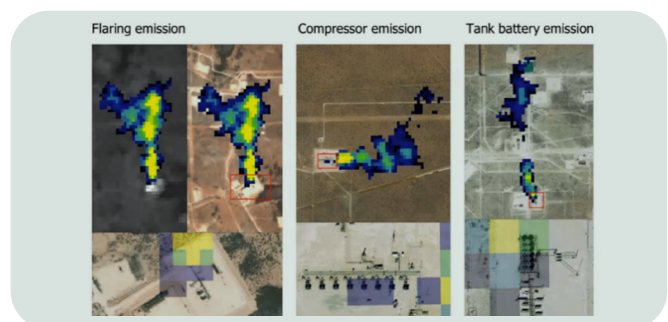 Flaring emission
Compressor emission
Tank battery emission